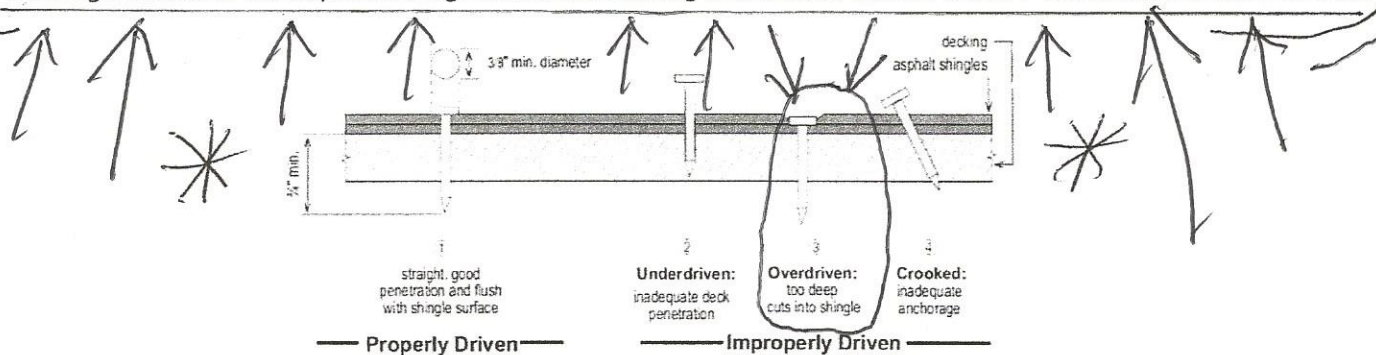 3/8" min. diameter
decking
asphalt shingles
¾" min.
1
straight, good
penetration and flush
with shingle surface
2
Underdriven:
inadequate deck
penetration
3
Overdriven:
too deep
cuts into shingle
4
Crooked:
inadequate
anchorage
Properly Driven
Improperly Driven